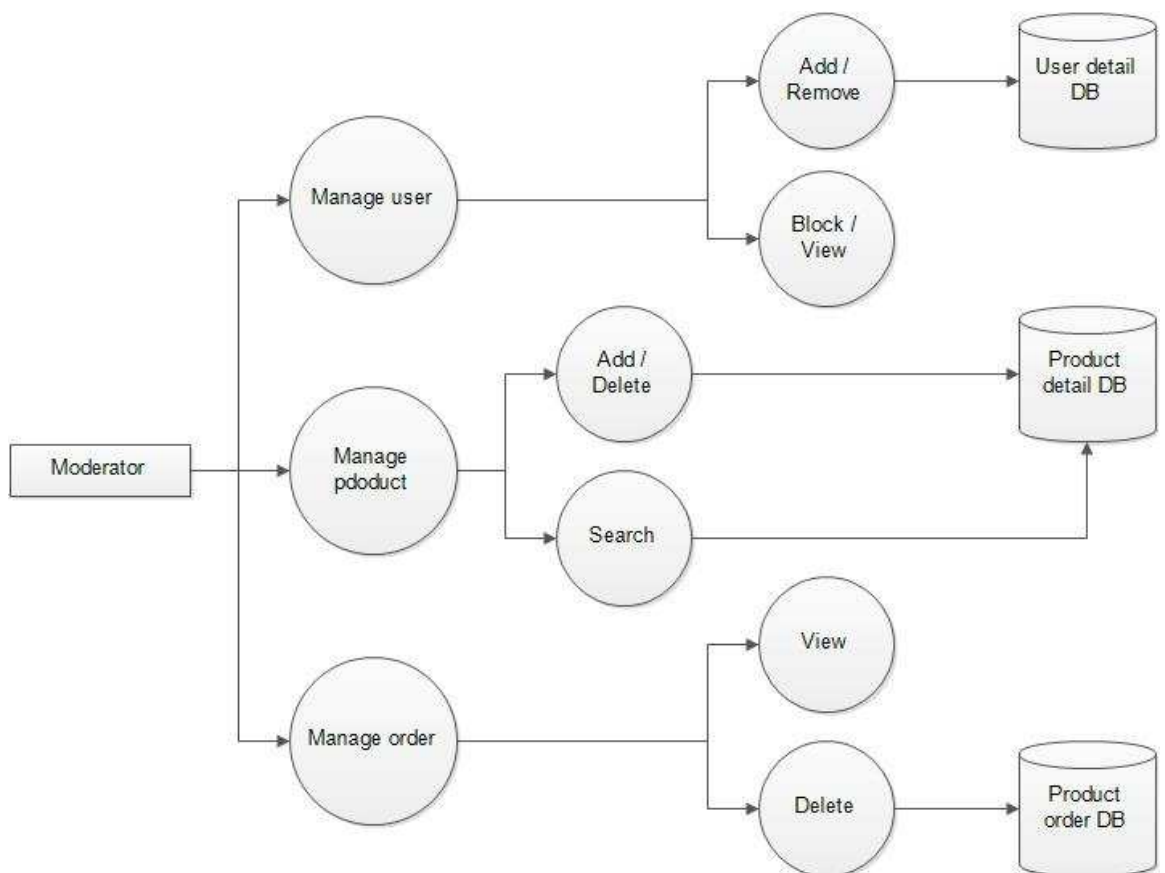 Add /
Remove
User detail
DB
Manage user
Block /
View
Add /
Delete
Product
detail DB
Moderator
Manage
pdoduct
Search
View
Manage order
Delete
Product
order DB